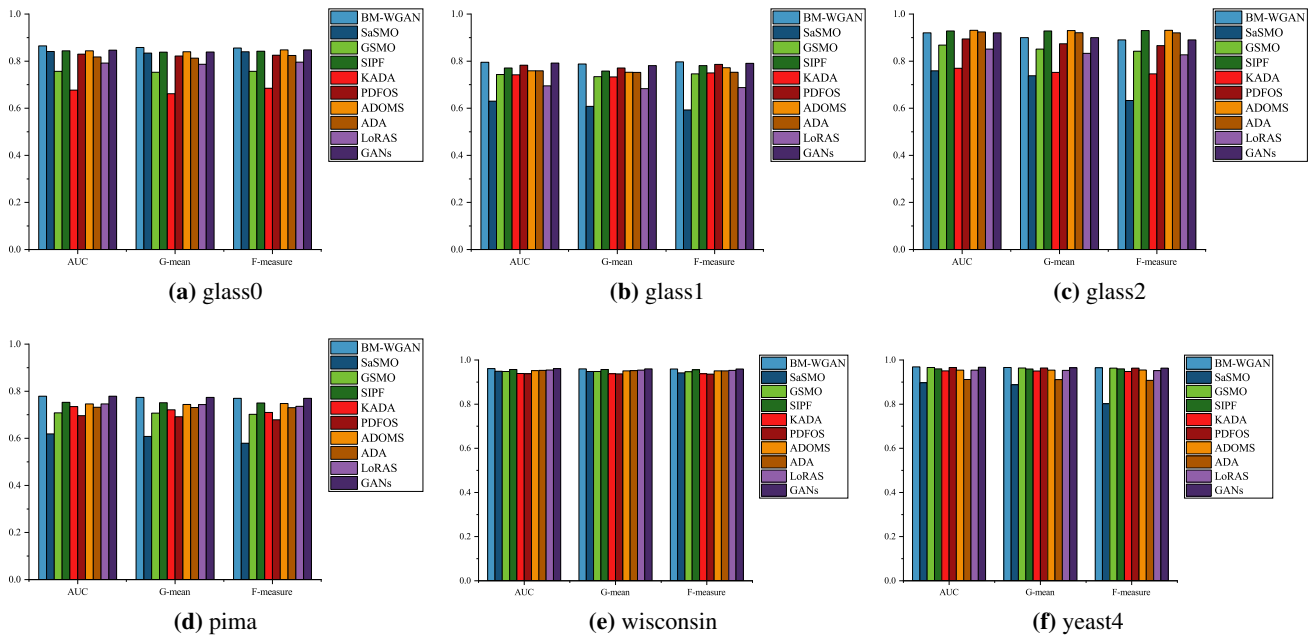 1.0
0.8
0.6
0.4
0.2
0.0
AUC
G-mean
F-measure
BM-WGAN
SaSMO
GSMO
SIPF
KADA
PDFOS
ADOMS
ADA
LoRAS
GANs
(a) glass0
1.0
0.8
0.6
0.4
0.2
0.0
AUC
G-mean
F-measure
BM-WGAN
SaSMO
GSMO
SIPF
KADA
PDFOS
ADOMS
ADA
LoRAS
GANs
(b) glass1
1.0
0.8
0.6
0.4
0.2
0.0
AUC
G-mean
F-measure
BM-WGAN
SaSMO
GSMO
SIPF
KADA
PDFOS
ADOMS
ADA
LoRAS
GANs
(c) glass2
1.0
0.8
0.6
0.4
0.2
0.0
AUC
G-mean
F-measure
BM-WGAN
SaSMO
GSMO
SIPF
KADA
PDFOS
ADOMS
ADA
LoRAS
GANs
(d) pima
1.0
0.8
0.6
0.4
0.2
0.0
AUC
G-mean
F-measure
BM-WGAN
SaSMO
GSMO
SIPF
KADA
PDFOS
ADOMS
ADA
LoRAS
GANs
(e) wisconsin
1.0
0.8
0.6
0.4
0.2
0.0
AUC
G-mean
F-measure
BM-WGAN
SaSMO
GSMO
SIPF
KADA
PDFOS
ADOMS
ADA
LoRAS
GANs
(f) yeast4